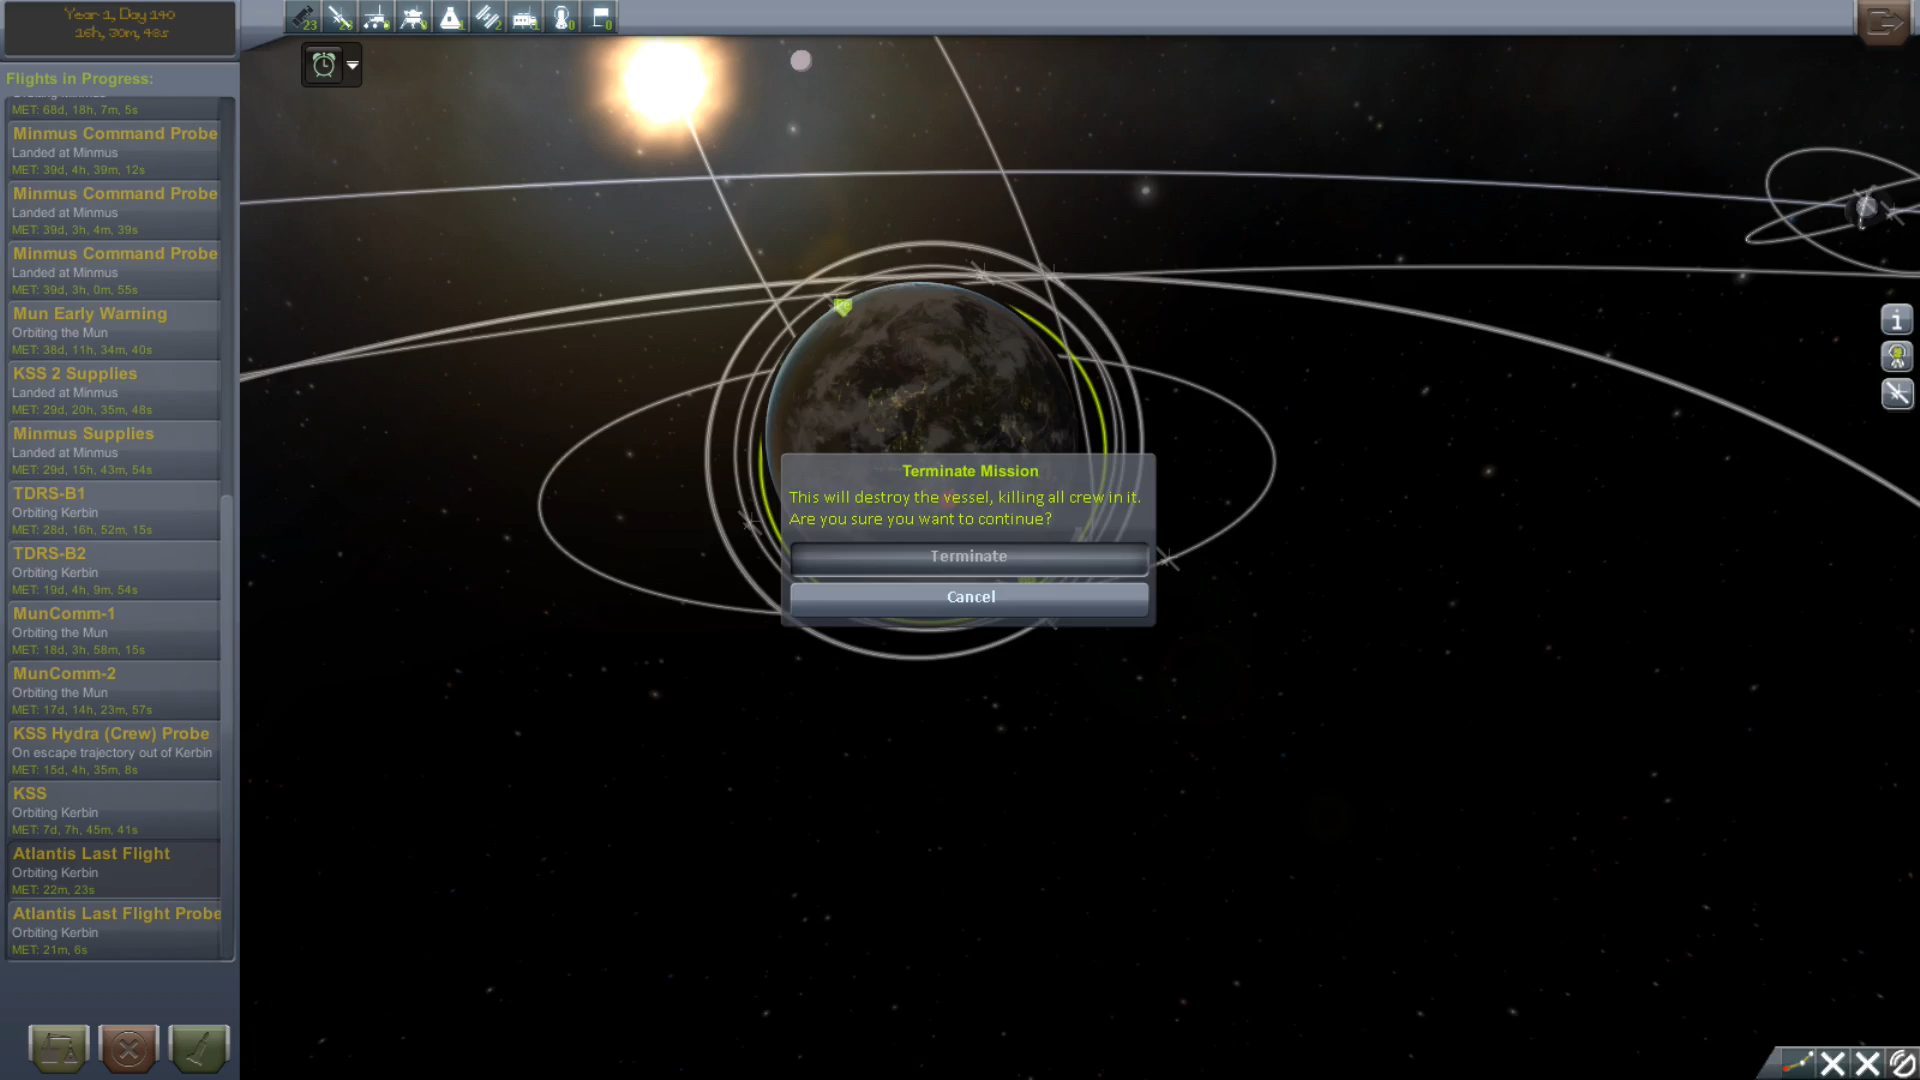 Year 1, Day 140
16h, 30m, 48s
Flights in Progress:
MET: 68d, 18h, 7m, 5s
Minmus Command Probe
Landed at Minmus
MET: 39d, 4h, 39m, 12s
Minmus Command Probe
Landed at Minmus
MET: 39d, 3h, 4m, 39s
Minmus Command Probe
Landed at Minmus
MET: 39d, 3h, 0m, 55s
Mun Early Warning
Orbiting the Mun
MET: 38d, 11h, 34m, 40s
KSS 2 Supplies
Landed at Minmus
MET: 29d, 20h, 35m, 48s
Minmus Supplies
Landed at Minmus
MET: 29d, 15h, 43m, 54s
TDRS-B1
Orbiting Kerbin
MET: 28d, 16h, 52m, 15s
TDRS-B2
Orbiting Kerbin
MET: 19d, 4h, 9m, 54s
MunComm-1
Orbiting the Mun
MET: 18d, 3h, 58m, 15s
MunComm-2
Orbiting the Mun
MET: 17d, 14h, 23m, 57s
KSS Hydra (Crew) Probe
On escape trajectory out of Kerbin
MET: 15d, 4h, 35m, 8s
KSS
Orbiting Kerbin
MET: 7d, 7h, 45m, 41s
Atlantis Last Flight
Orbiting Kerbin
MET: 22m, 23s
Atlantis Last Flight Probe
Orbiting Kerbin
MET: 21m, 6s
Terminate Mission
This will destroy the vessel, killing all crew in it.
Are you sure you want to continue?
Terminate
Cancel